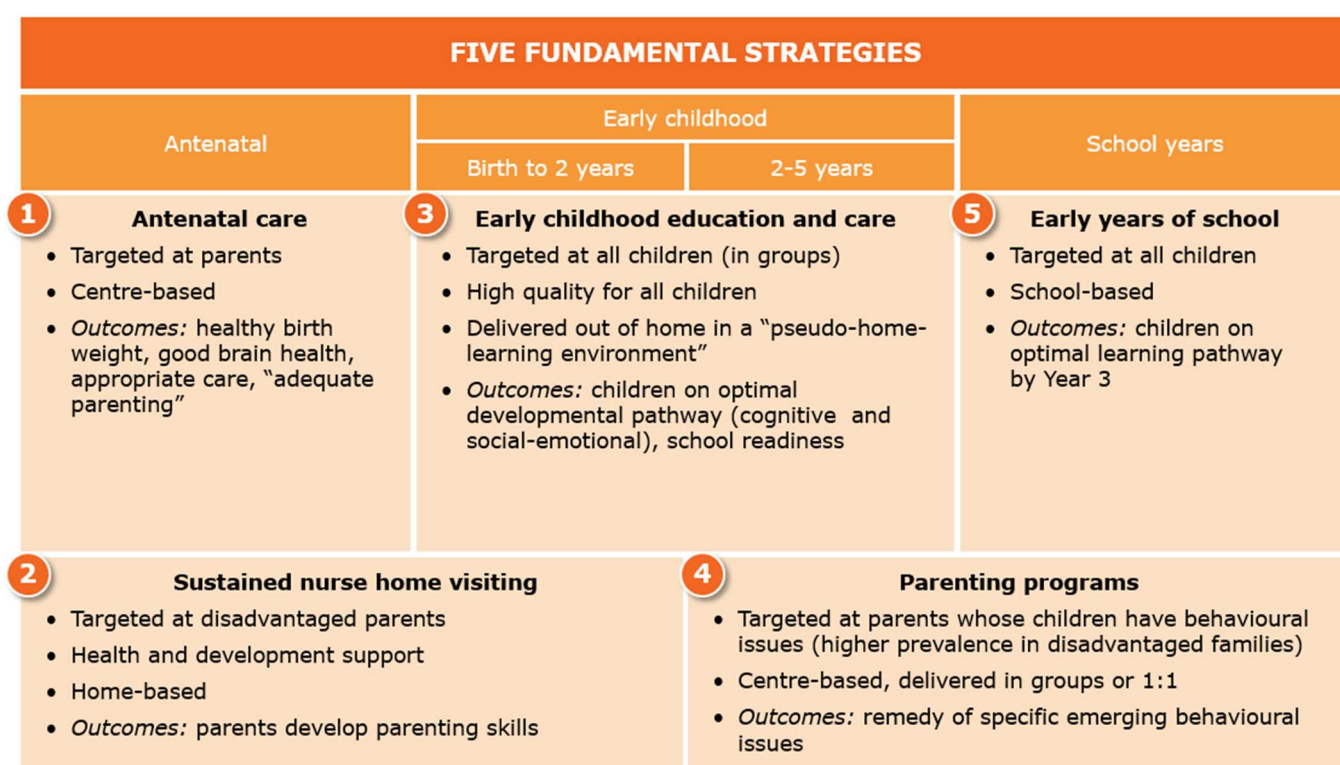 FIVE FUNDAMENTAL STRATEGIES
Antenatal
Early childhood
Birth to 2 years
2-5 years
School years
1
Antenatal care
• Targeted at parents
• Centre-based
• Outcomes: healthy birth
weight, good brain health,
appropriate care, “adequate
parenting”
3
Early childhood education and care
• Targeted at all children (in groups)
• High quality for all children
• Delivered out of home in a “pseudo-home-
learning environment”
• Outcomes: children on optimal
developmental pathway (cognitive and
social-emotional), school readiness
5
Early years of school
• Targeted at all children
• School-based
• Outcomes: children on
optimal learning pathway
by Year 3
2
Sustained nurse home visiting
• Targeted at disadvantaged parents
• Health and development support
• Home-based
• Outcomes: parents develop parenting skills
4
Parenting programs
• Targeted at parents whose children have behavioural
issues (higher prevalence in disadvantaged families)
• Centre-based, delivered in groups or 1:1
• Outcomes: remedy of specific emerging behavioural
issues